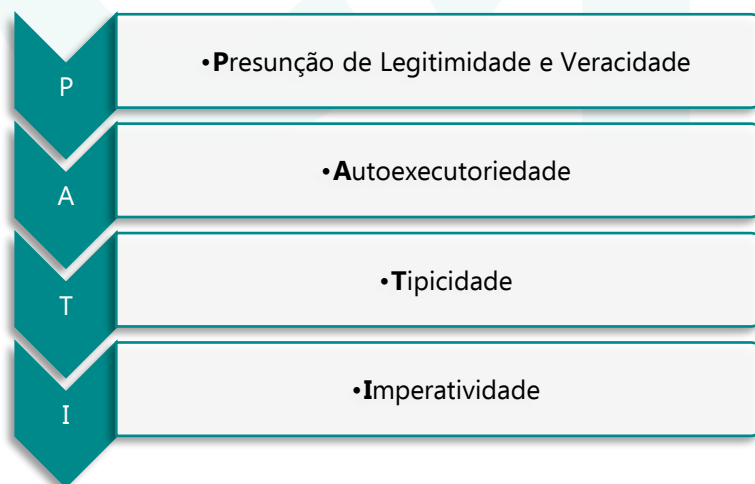 P
•Presunção de Legitimidade e Veracidade
A
•Autoexecutoriedade
T
•Tipicidade
I
•Imperatividade